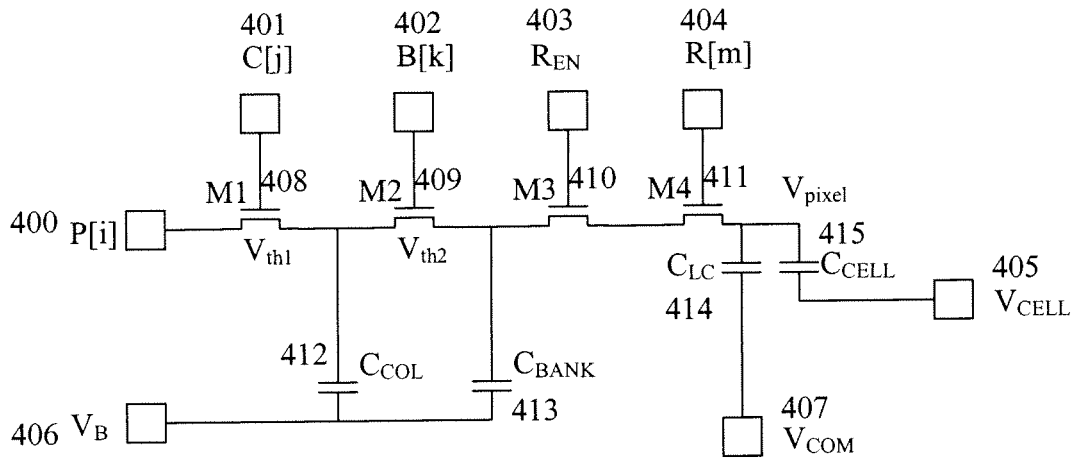 401 402 403 404
C[j] B[k] R_EN R[m]
M1 408 M2 409 M3 410 M4 411 V_pixel
400 P[i]
V_th1 V_th2
415
C_LC C_CELL
414
405
V_CELL
412 C_COL C_BANK
413
406 V_B
407
V_COM